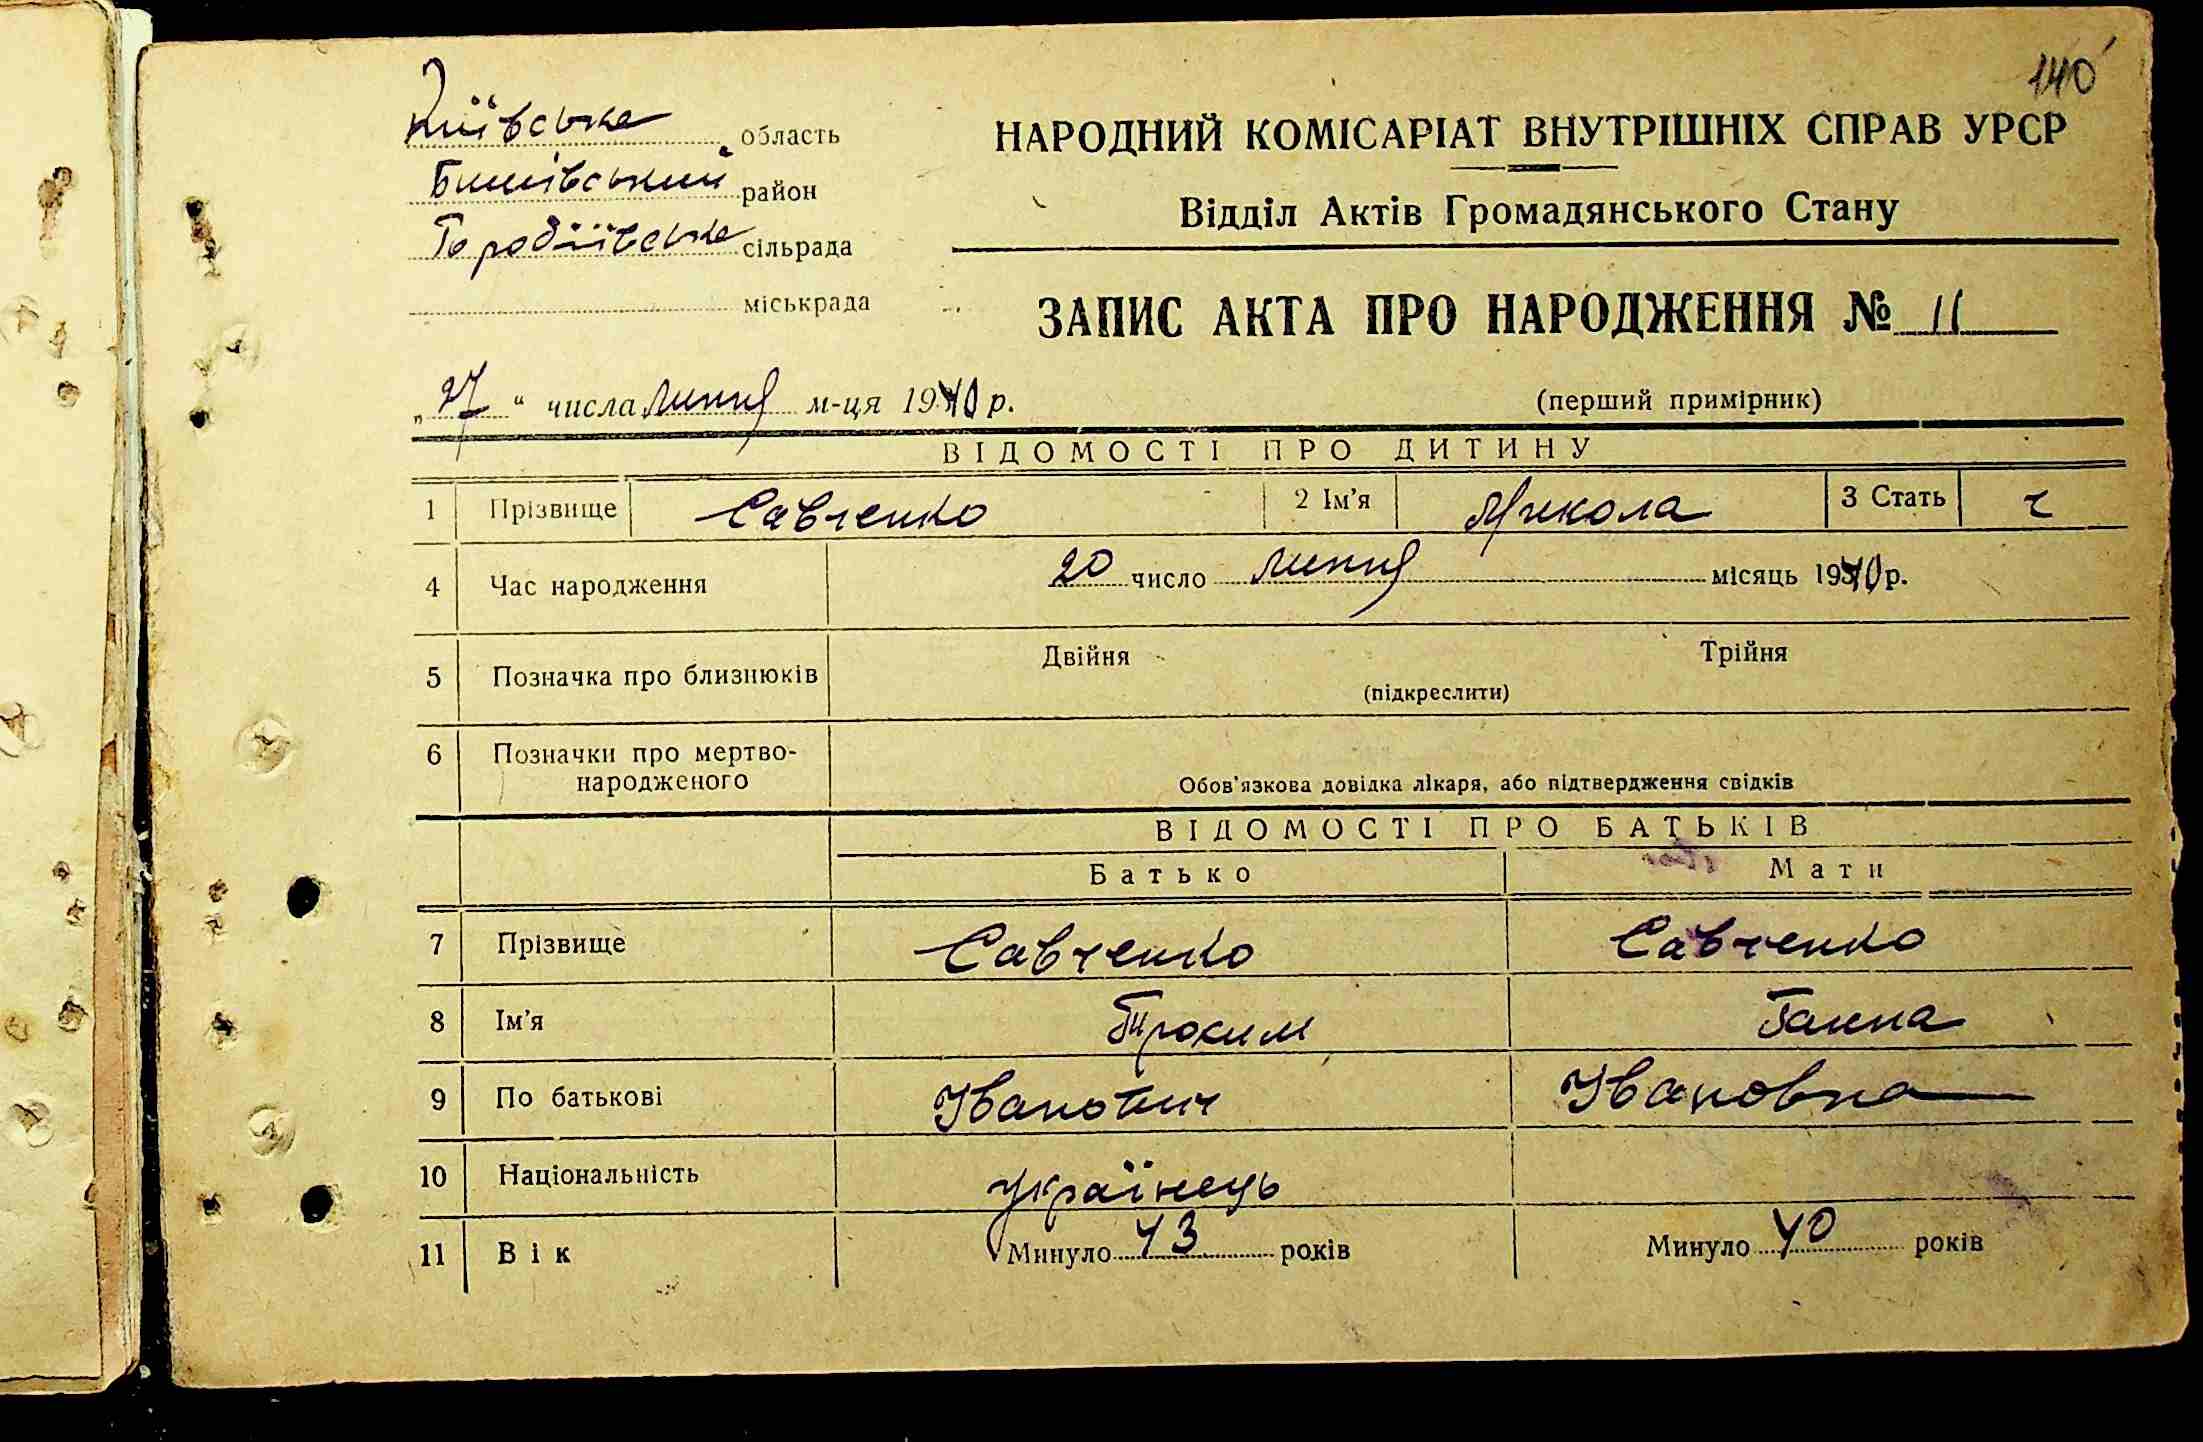 140
Київська область
Бишівський район
сільрада
міськрада
НАРОДНИЙ КОМІСАРІАТ ВНУТРІШНІХ СПРАВ УРСР
Відділ Актів Громадянського Стану
ЗАПИС АКТА ПРО НАРОДЖЕННЯ № 11
„27“ числа липня м-ця 1940 р.
(перший примірник)
ВІДОМОСТІ ПРО ДИТИНУ
1 Прізвище Савченко 2 Ім'я Микола 3 Стать ч
4 Час народження 20 число липня місяць 1940 р.
5 Позначка про близнюків Двійня Трійня
(підкреслити)
6 Позначки про мертво-
народженого
Обов'язкова довідка лікаря, або підтвердження свідків
ВІДОМОСТІ ПРО БАТЬКІВ
Батько Мати
7 Прізвище Савченко Савченко
8 Ім'я Ганна
9 По батькові Іванович Івановна
10 Національність українець
11 Вік Минуло 43 років Минуло 40 років